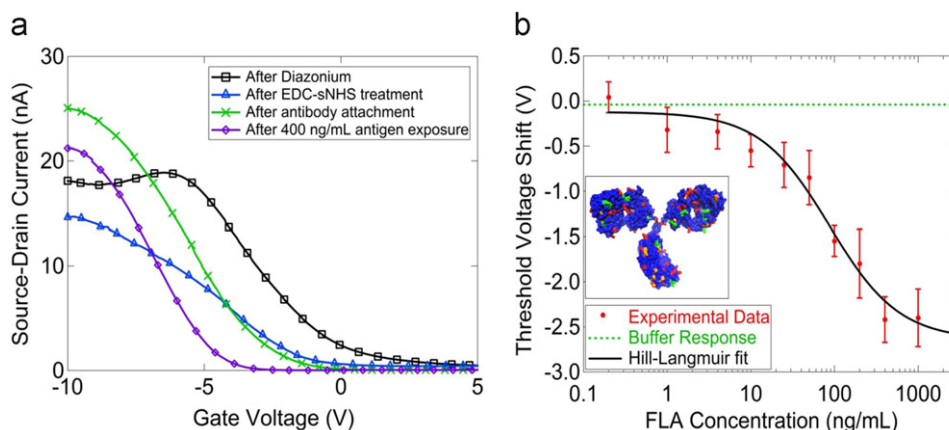 a
Source-Drain Current (nA)
30
20
10
0
-10
-5
0
5
Gate Voltage (V)
After Diazonium
After EDC-sNHS treatment
After antibody attachment
After 400 ng/mL antigen exposure
b
Threshold Voltage Shift (V)
0.5
0.0
-0.5
-1.0
-1.5
-2.0
-2.5
-3.0
0.1
1
10
100
1000
FLA Concentration (ng/mL)
Experimental Data
Buffer Response
Hill-Langmuir fit